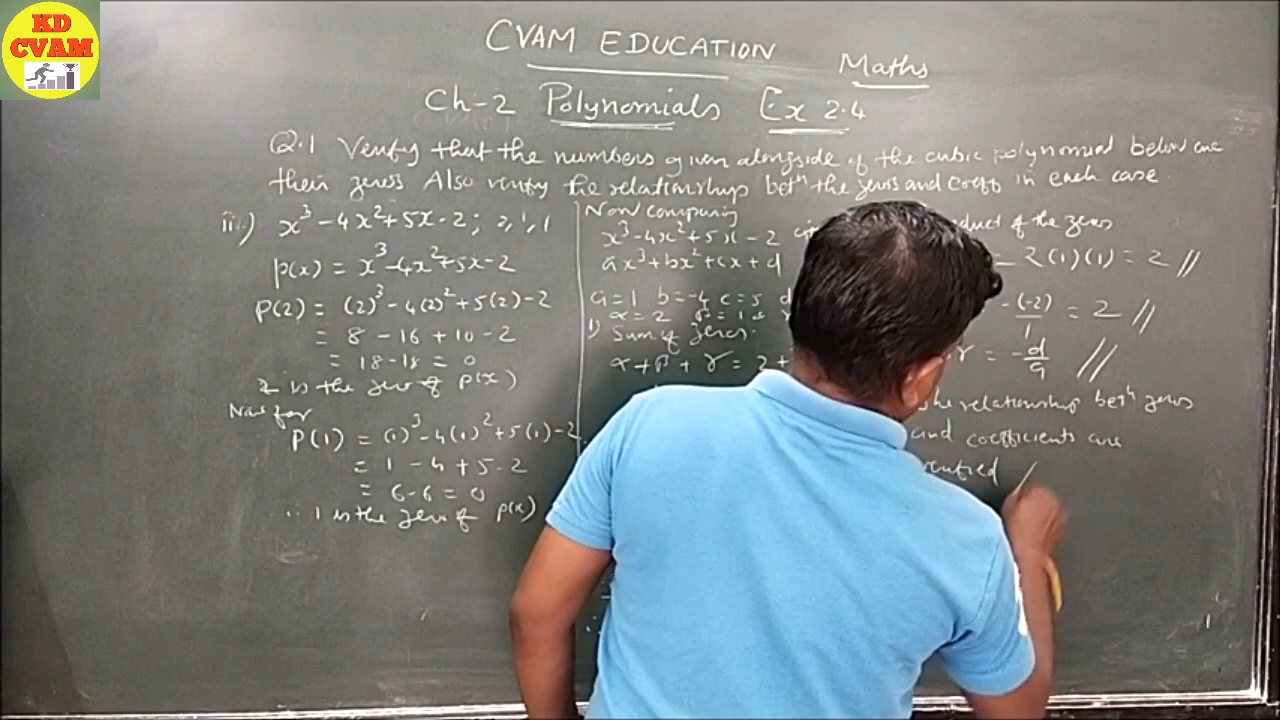 KD
CVAM
CVAM EDUCATION
Maths
Ch-2 Polynomials Ex 2.4
Q.1 Verify that the numbers given alongside of the cubic polynomial below are
their zeros Also verify the relationship betⁿ the zeros and coeff in each case.
ii) x³-4x²+5x-2; 2,1,1
p(x) = x³-4x²+5x-2
P(2) = (2)³-4(2)²+5(2)-2
= 8-16+10-2
= 18-18=0
2 is the zero of p(x)
Now for
P(1) = (1)³-4(1)²+5(1)-2
= 1-4+5-2
= 6-6=0
∴ 1 is the zero of p(x)
Now comparing
x³-4x²+5x-2
ax³+bx²+cx+d
a=1 b=-4 c=5 d
α=2 β=1
1) Sum of zeros.
α+β+γ = 2+
of the zeros
= 2(1)(1) = 2 //
-(-2)/1 = 2 //
γ = -d/a //
the relationship betⁿ zeros
and coefficients are
verified